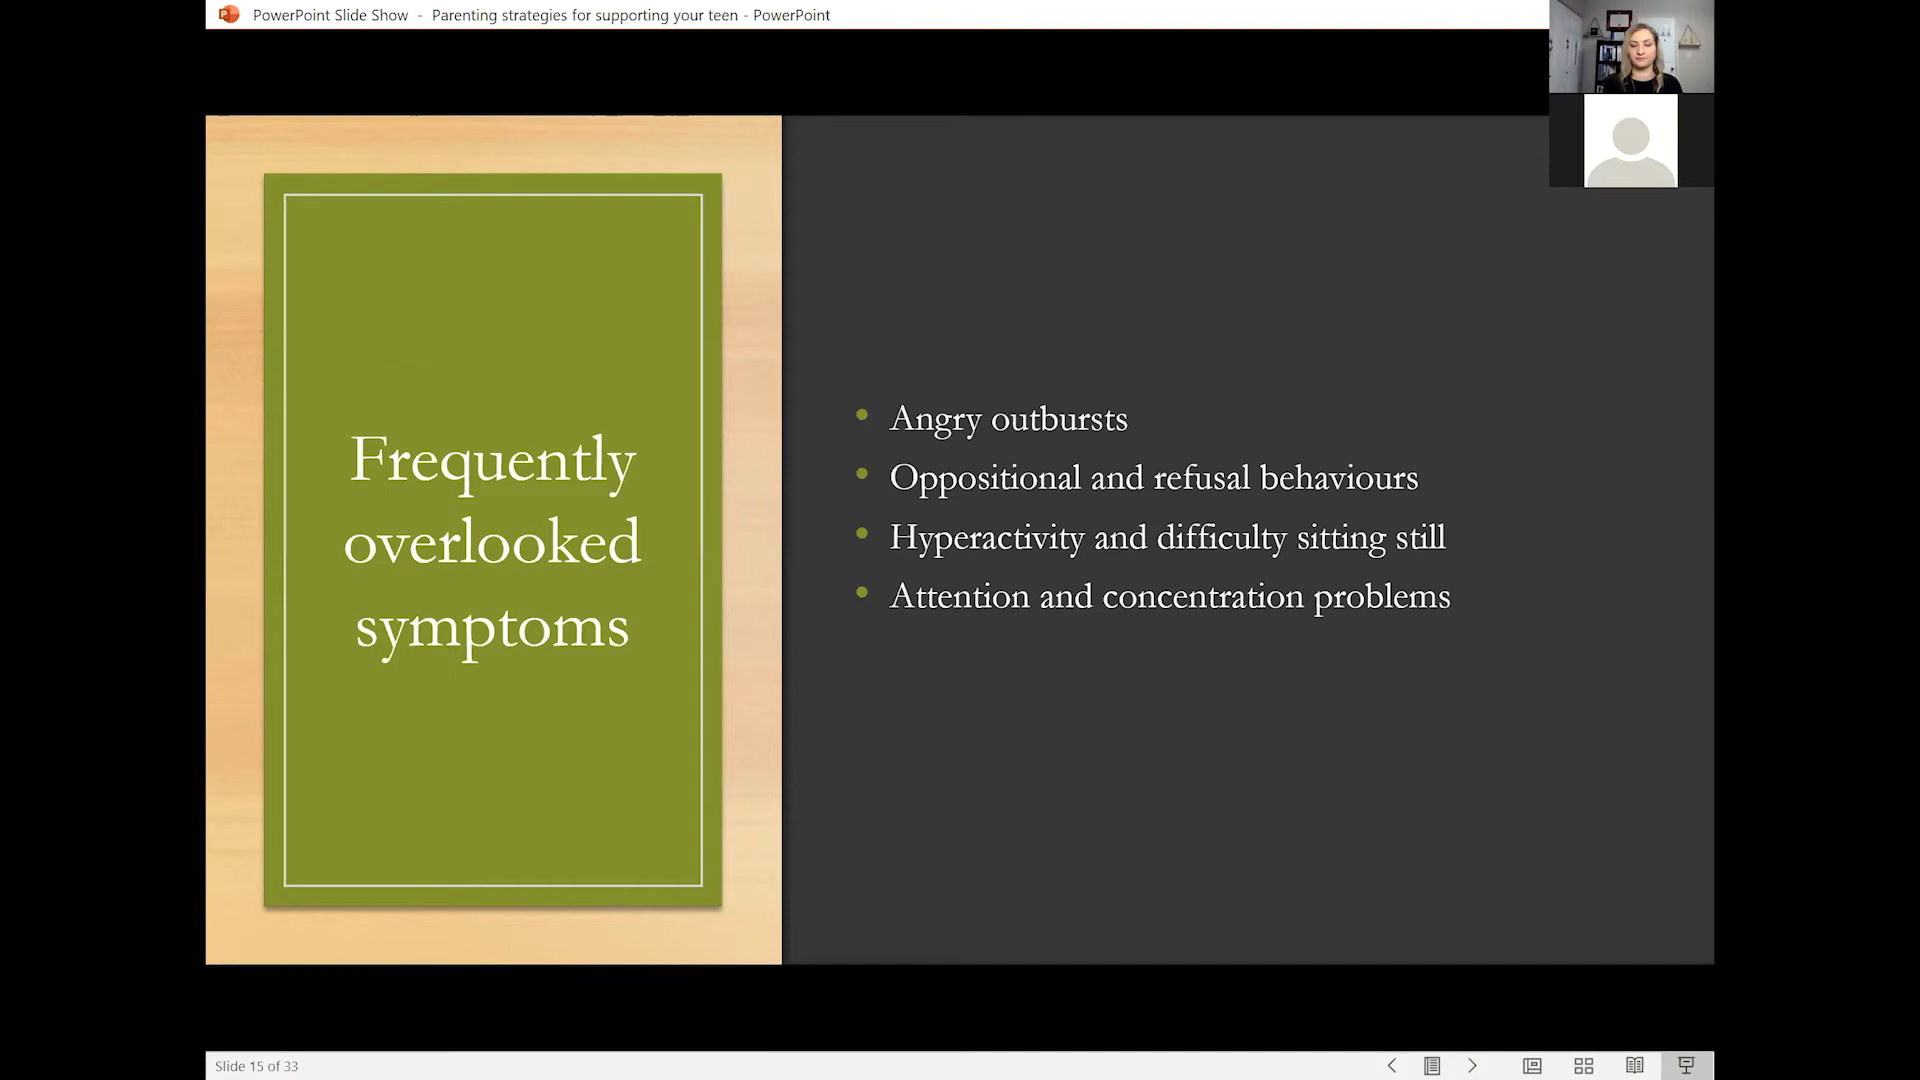 PowerPoint Slide Show - Parenting strategies for supporting your teen - PowerPoint
Frequently
overlooked
symptoms
• Angry outbursts
• Oppositional and refusal behaviours
• Hyperactivity and difficulty sitting still
• Attention and concentration problems
Slide 15 of 33